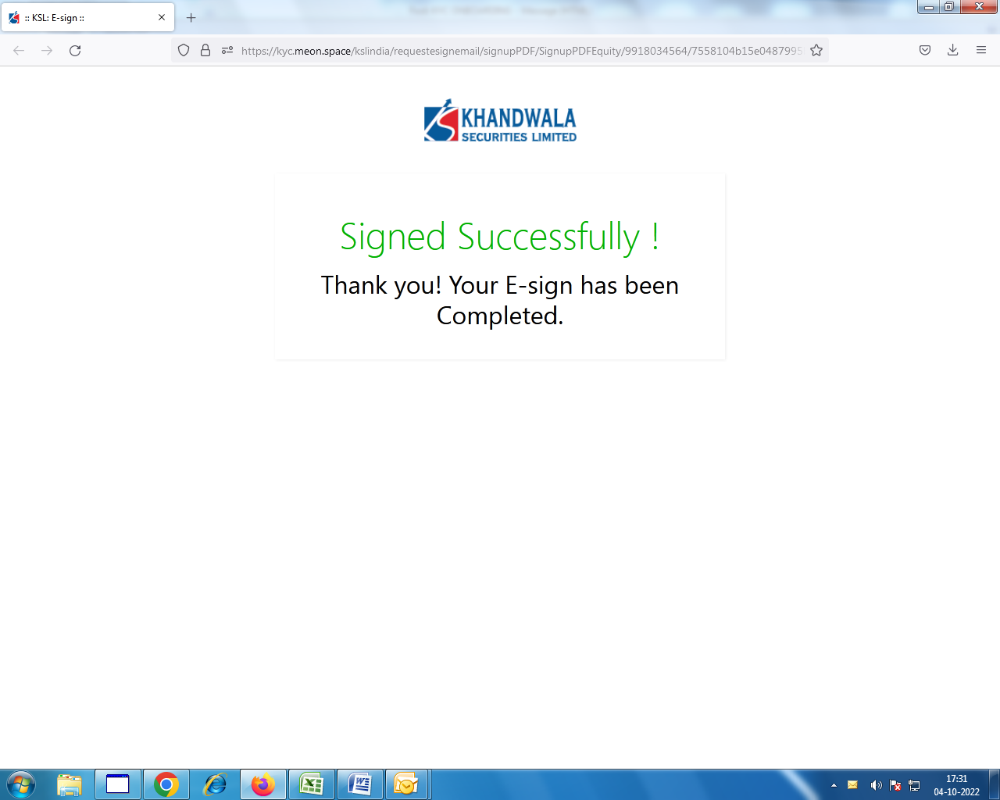 :: KSL: E-sign ::
https://kyc.meon.space/kslindia/requestesignemail/signupPDF/SignupPDFEquity/9918034564/7558104b15e0487995
KHANDWALA
SECURITIES LIMITED
Signed Successfully !
Thank you! Your E-sign has been
Completed.
17:31
04-10-2022